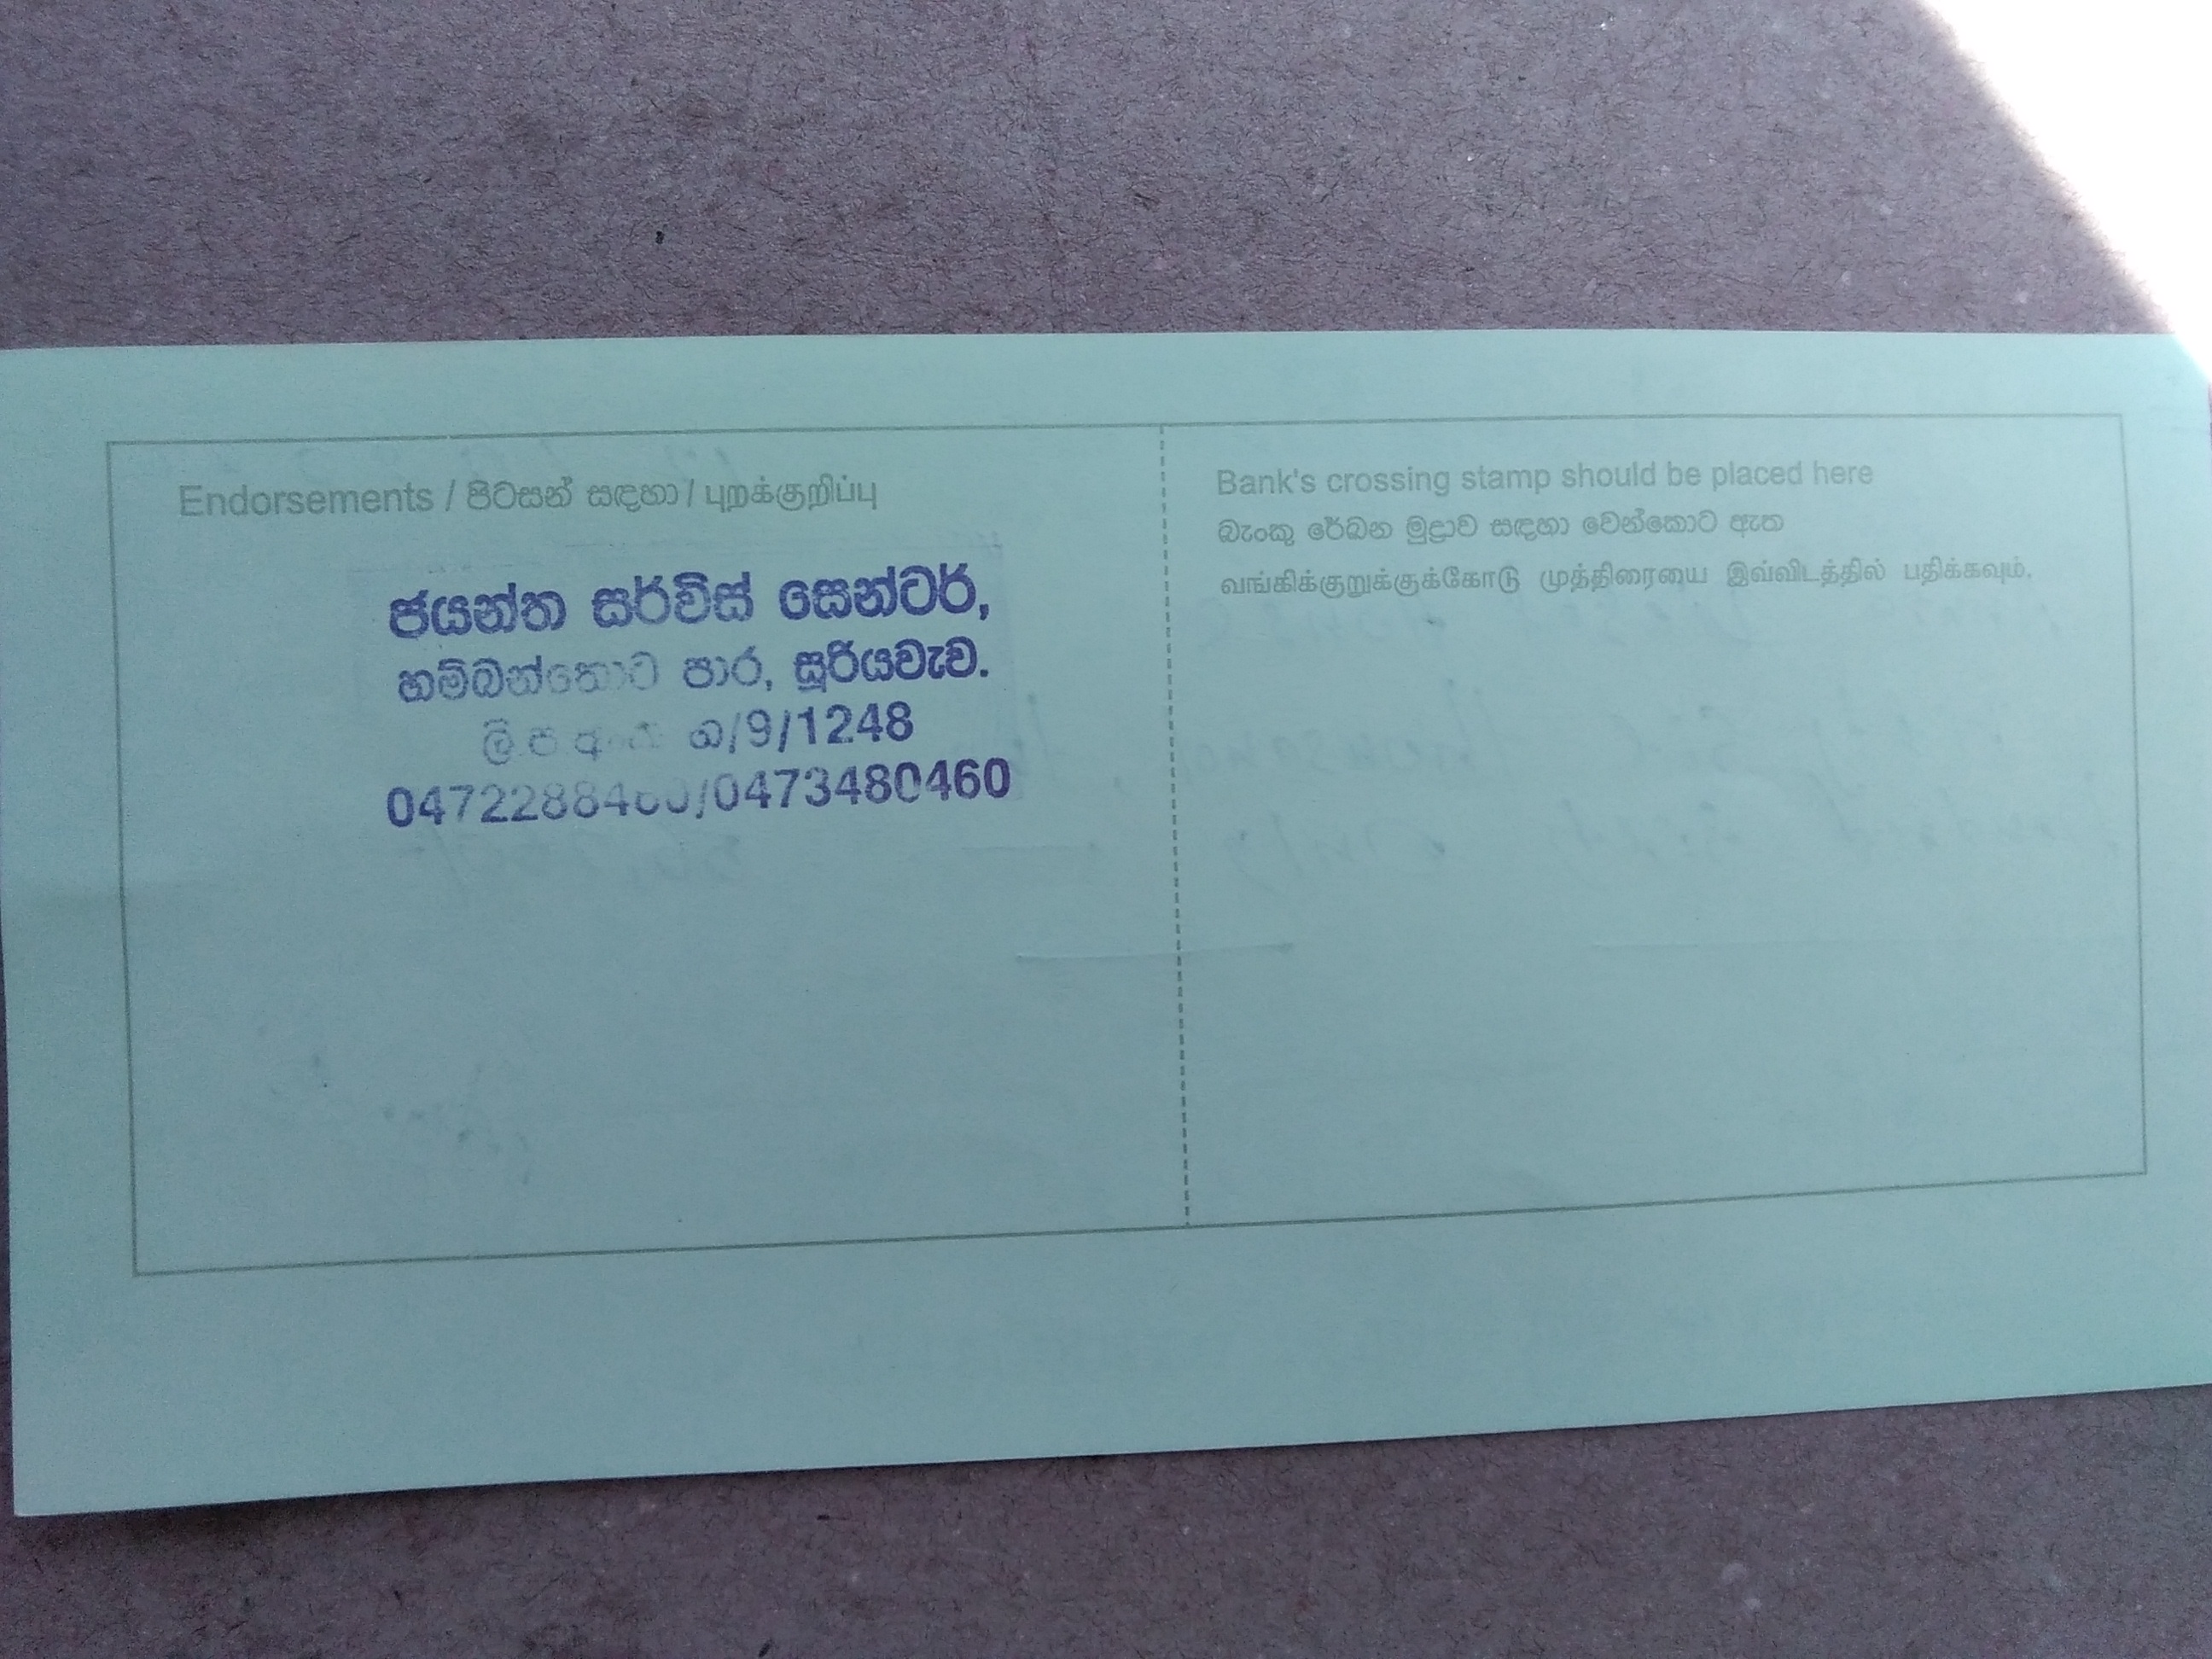 Endorsements / පිටසන් සඳහා / புறக்குறிப்பு
ජයන්ත සර්විස් සෙන්ටර්,
හම්බන්තොට පාර, සූරියවැව.
ලි.ප /9/1248
/0473480460
Bank's crossing stamp should be placed here
බැංකු රේඛන මුද්‍රාව සඳහා වෙන්කොට ඇත
வங்கிக்குறுக்குக்கோடு முத்திரையை இவ்விடத்தில் பதிக்கவும்.